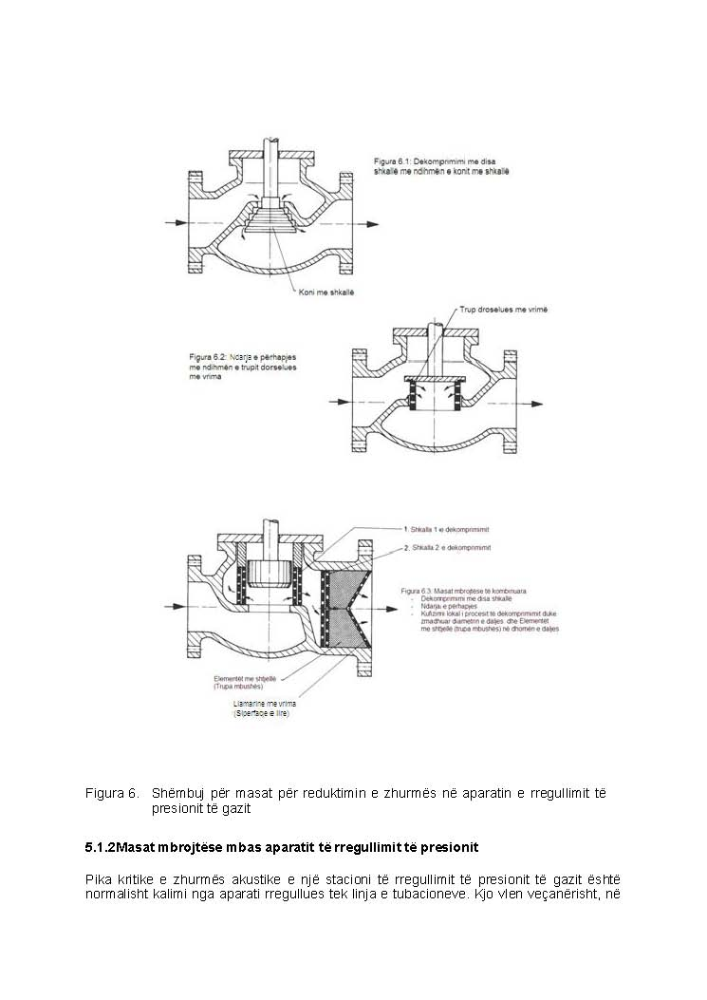 Figura 6.1: Dekomprimimi me disa
shkallë me ndihmën e konit me shkallë
Koni me shkallë
Trup droselues me vrimë
Figura 6.2: Ndarja e përhapjes
me ndihmën e trupit dorselues
me vrima
1. Shkalla 1 e dekomprimimit
2. Shkalla 2 e dekomprimimit
Figura 6.3: Masat mbrojtëse të kombinuara
- Dekomprimimi me disa shkallë
- Ndarja e përhapjes
- Kufizimi lokal i procesit të dekomprimimit duke
zmadhuar diametrin e daljes dhe Elementët
me shtjellë (trupa mbushës) në dhomën e daljes
Elementët me shtjellë
(Trupa mbushës)
Llamarine me vrima
(Siperfaqe e lire)
Figura 6. Shëmbuj për masat për reduktimin e zhurmës në aparatin e rregullimit të
presionit të gazit
5.1.2Masat mbrojtëse mbas aparatit të rregullimit të presionit
Pika kritike e zhurmës akustike e një stacioni të rregullimit të presionit të gazit është
normalisht kalimi nga aparati rregullues tek linja e tubacioneve. Kjo vlen veçanërisht, në